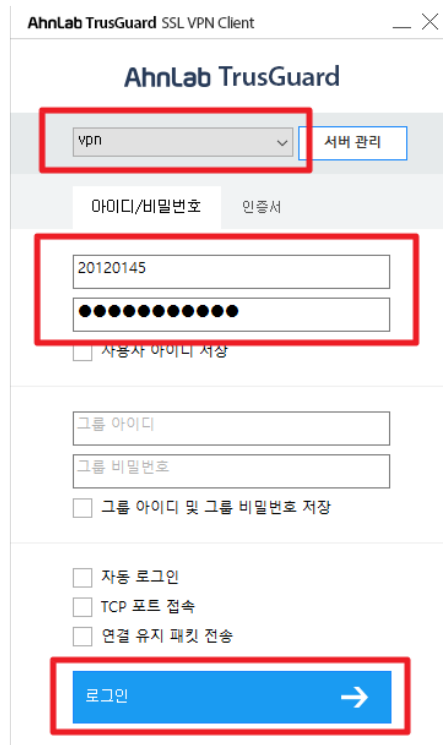 AhnLab TrusGuard SSL VPN Client
AhnLab TrusGuard
vpn
서버 관리
아이디/비밀번호
인증서
20120145
●●●●●●●●●●●
사용자 아이디 저장
그룹 아이디
그룹 비밀번호
그룹 아이디 및 그룹 비밀번호 저장
자동 로그인
TCP 포트 접속
연결 유지 패킷 전송
로그인